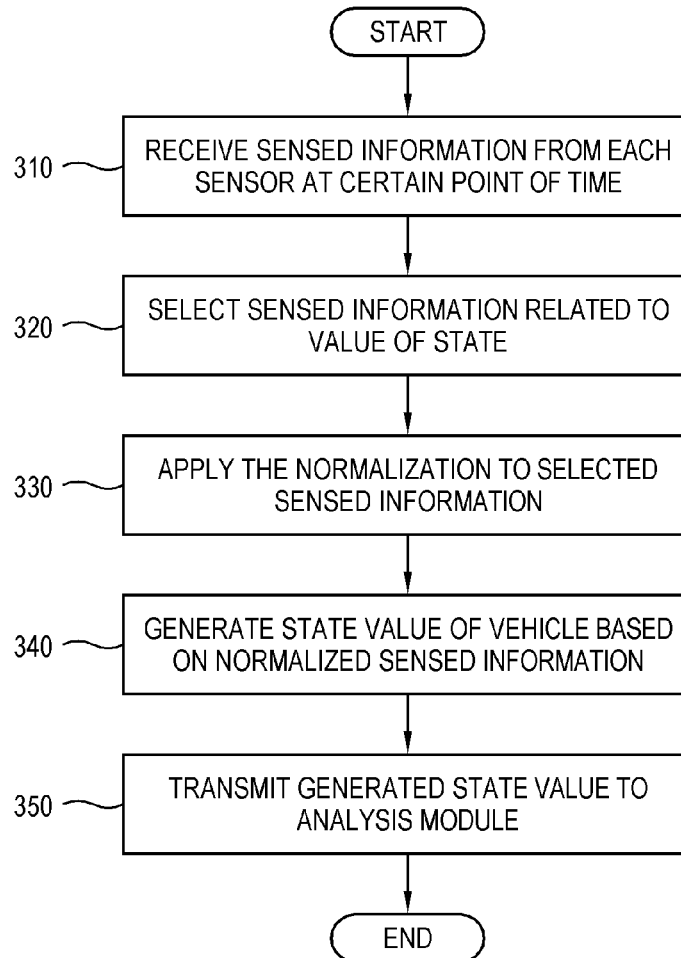 START
310
RECEIVE SENSED INFORMATION FROM EACH
SENSOR AT CERTAIN POINT OF TIME
320
SELECT SENSED INFORMATION RELATED TO
VALUE OF STATE
330
APPLY THE NORMALIZATION TO SELECTED
SENSED INFORMATION
340
GENERATE STATE VALUE OF VEHICLE BASED
ON NORMALIZED SENSED INFORMATION
350
TRANSMIT GENERATED STATE VALUE TO
ANALYSIS MODULE
END